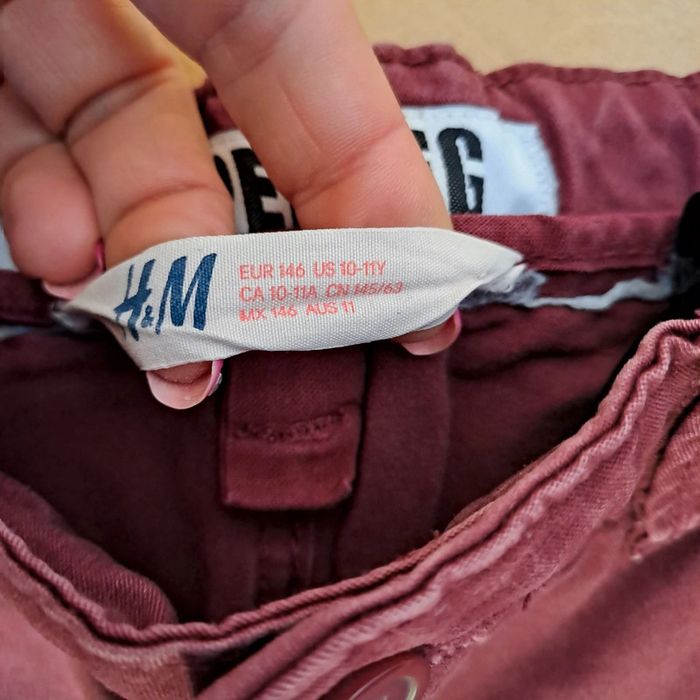 H&M
EUR 146 US 10-11Y
CA 10-11A CN 145/63
MX 146 AUS 11